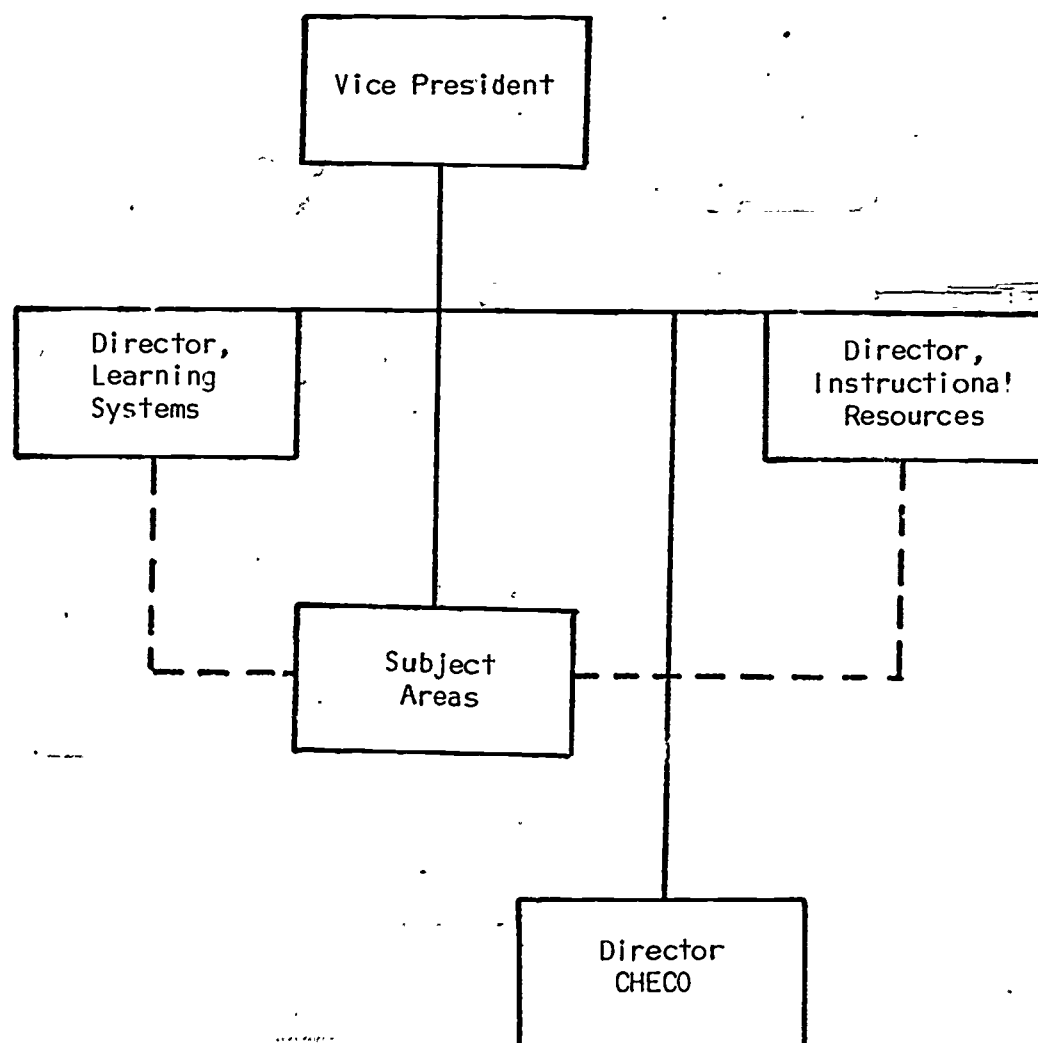 Vice President
Director,
Learning
Systems
Director,
Instructional
Resources
Subject
Areas
Director
CHECO